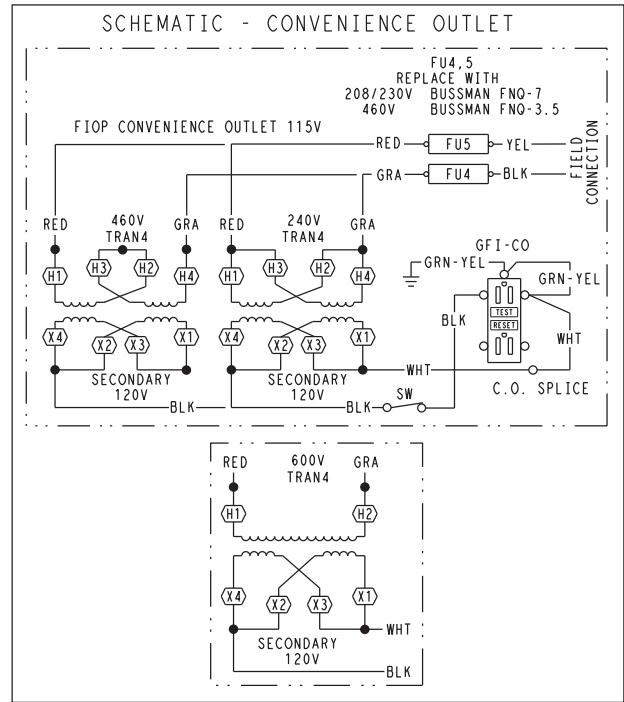 SCHEMATIC - CONVENIENCE OUTLET
FU4,5
REPLACE WITH
208/230V BUSSMAN FNQ-7
460V BUSSMAN FNQ-3.5
FIOP CONVENIENCE OUTLET 115V
RED FU5 YEL
GRA FU4 BLK
FIELD CONNECTION
RED 460V TRAN4 GRA
RED 240V TRAN4 GRA
H1 H3 H2 H4
H1 H3 H2 H4
GFI-CO
GRN-YEL
GRN-YEL
BLK
TEST
RESET
WHT
X4 X2 X3 X1
X4 X2 X3 X1
SECONDARY 120V
SECONDARY 120V
WHT
C.O. SPLICE
BLK
BLK
SW
RED 600V TRAN4 GRA
H1 H2
X4 X2 X3 X1
WHT
SECONDARY
120V
BLK